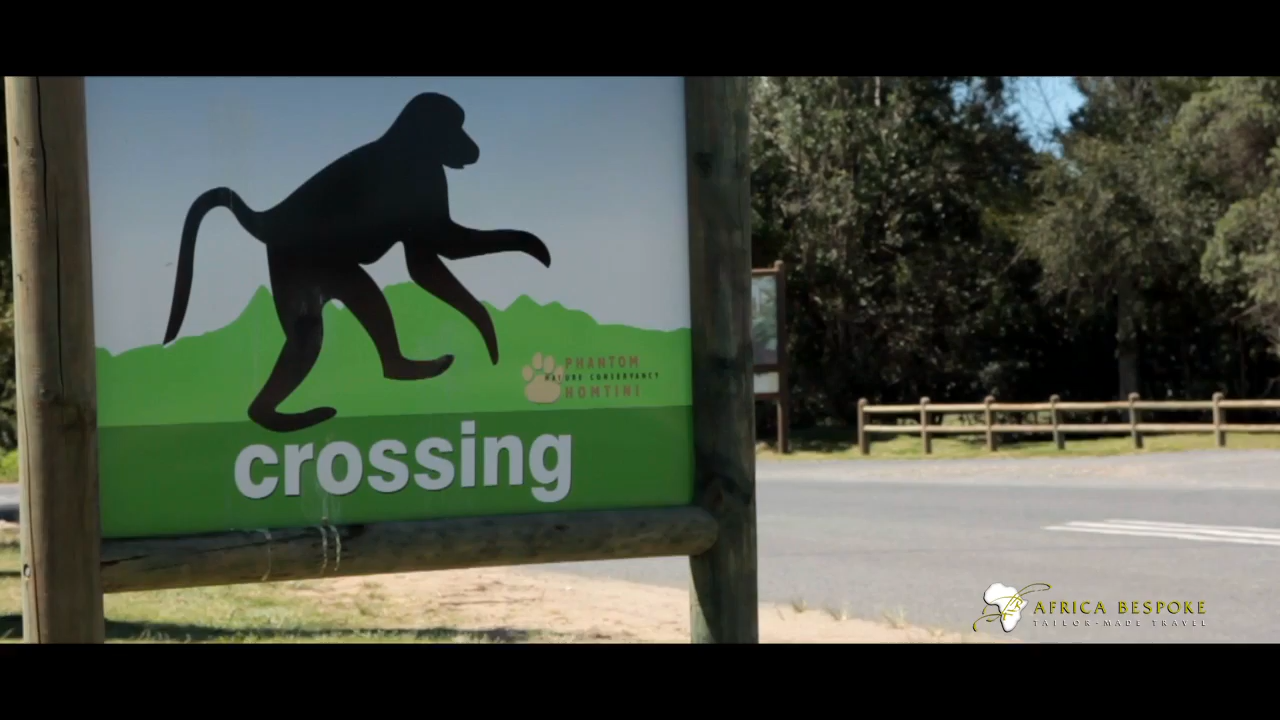 PHANTOM
NATURE CONSERVANCY
HOMTINI
crossing
AFRICA BESPOKE
TAILOR-MADE TRAVEL